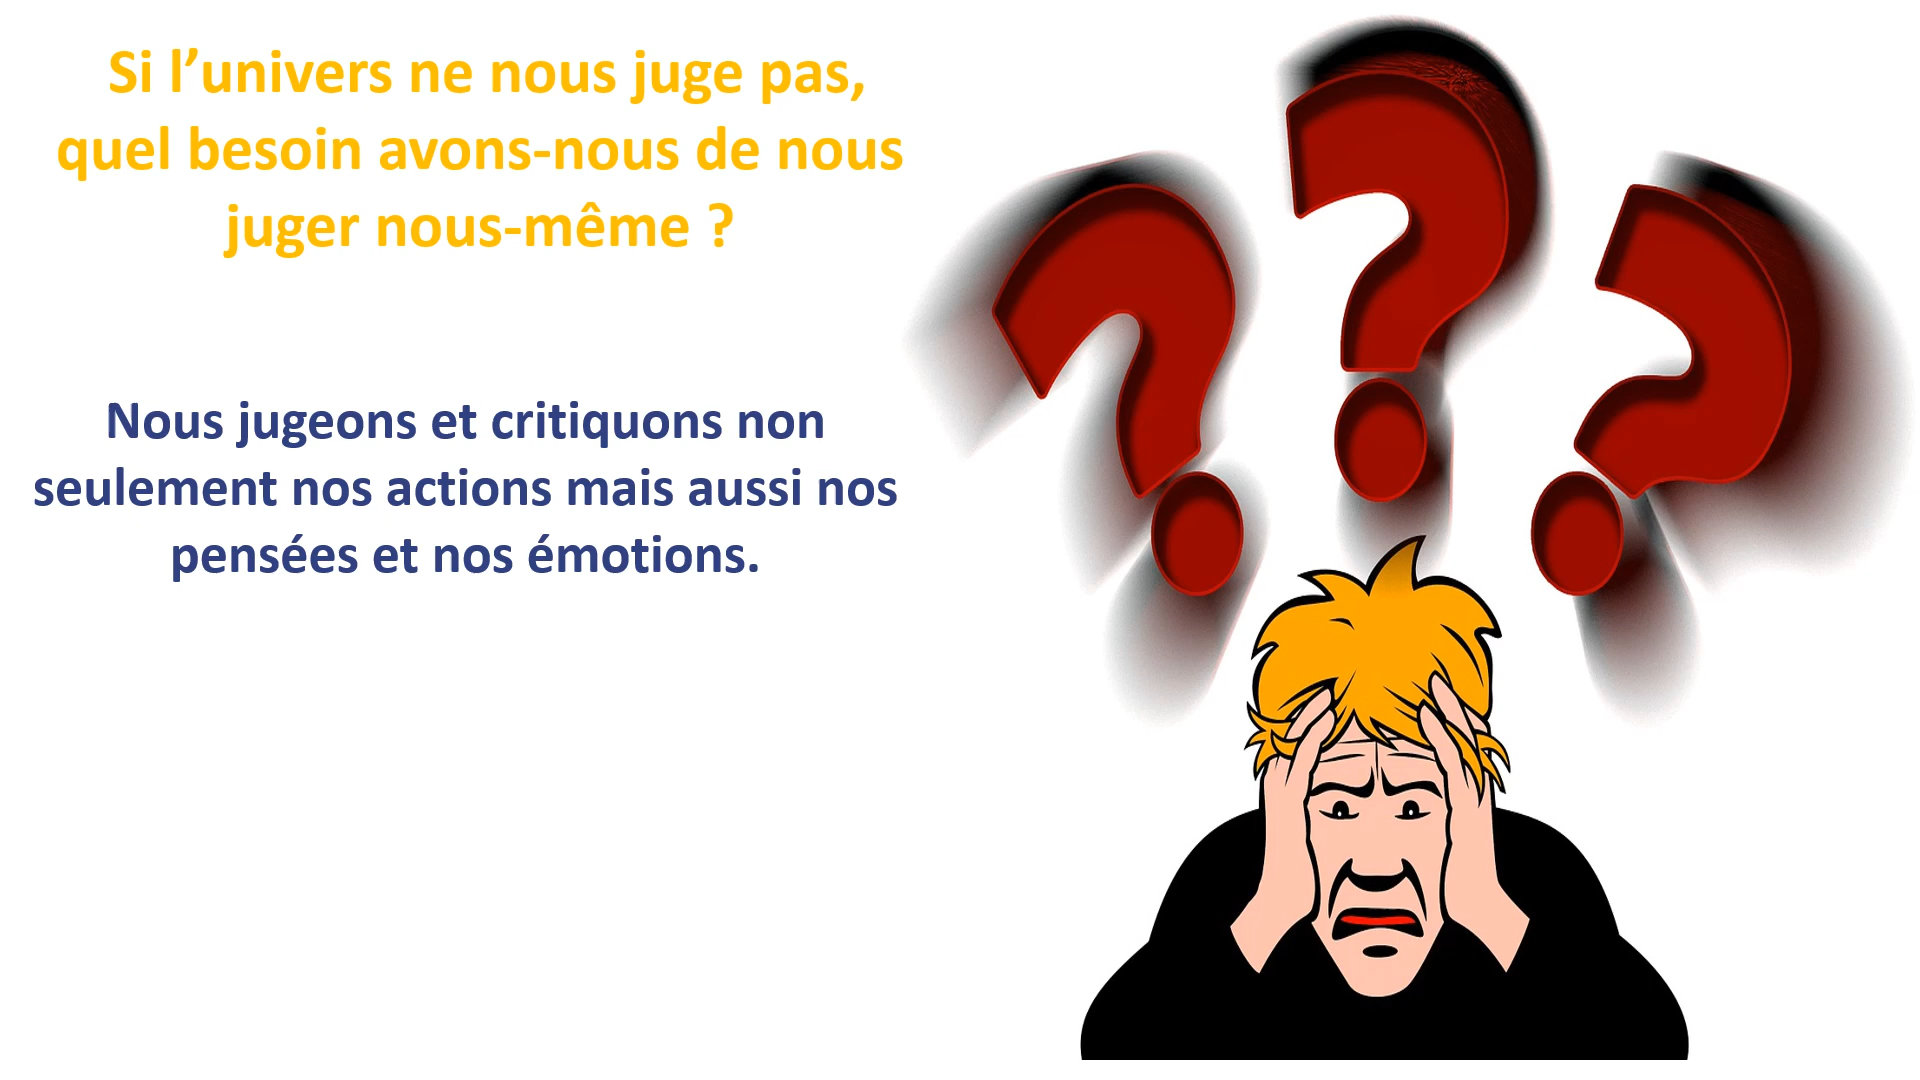 Si l’univers ne nous juge pas,
quel besoin avons-nous de nous
juger nous-même ?
Nous jugeons et critiquons non
seulement nos actions mais aussi nos
pensées et nos émotions.